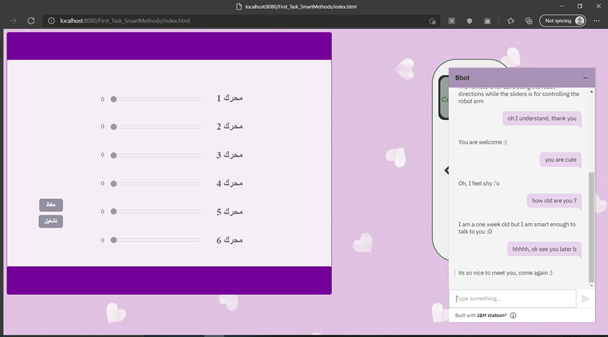 localhost:8080/First_Task_SmartMethods/index.html
localhost:8080/First_Task_SmartMethods/index.html
Not syncing
0 محرك 1
0 محرك 2
0 محرك 3
0 محرك 4
0 محرك 5
0 محرك 6
حفظ
تشغيل
Bbot
directions while the sliders is for controlling the
robot arm
oh I understand, thank you
You are welcome :)
you are cute
Oh, I feel shy :'o
how old are you ?
I am a one week old but I am smart enough to
talk to you :D
hhhhh, ok see you later b
its so nice to meet you, come again :)
Type something...
Built with IBM Watson®